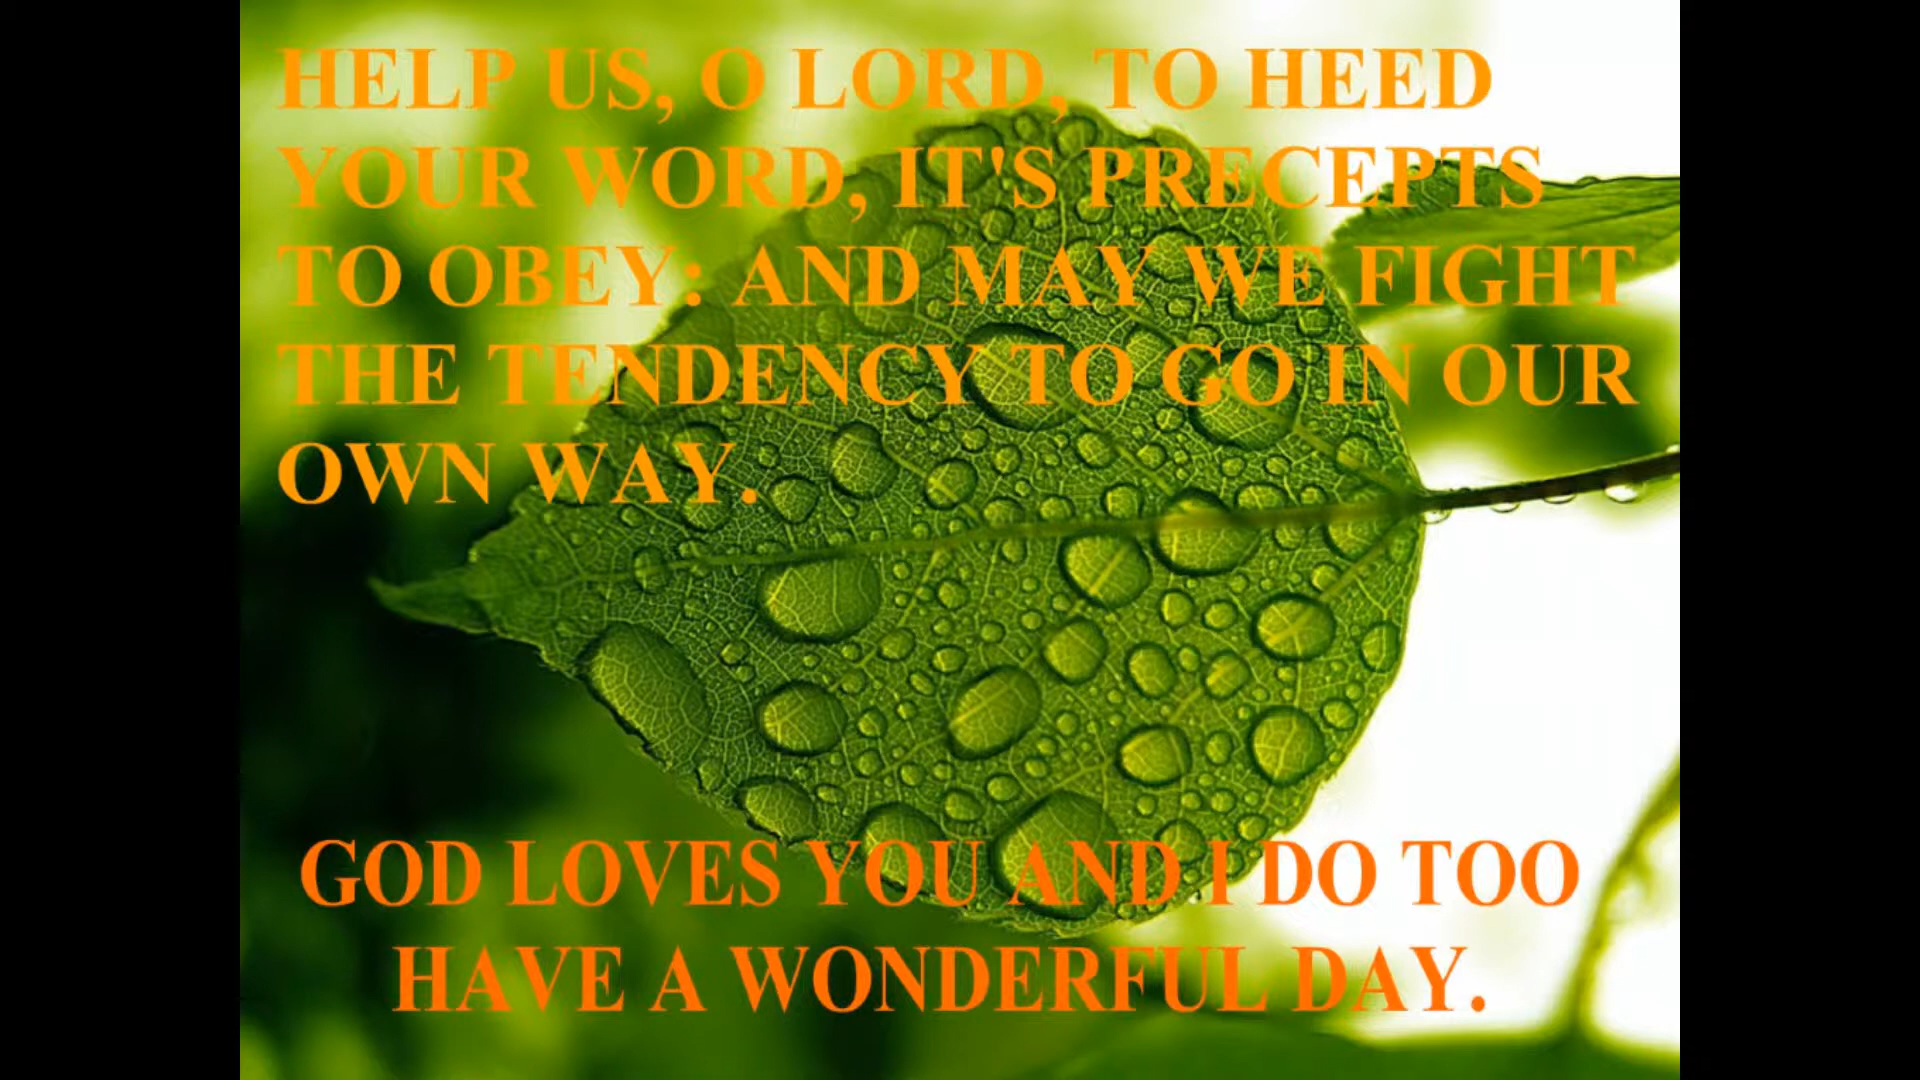 HELP US, O LORD, TO HEED
YOUR WORD, IT'S PRECEPTS
TO OBEY: AND MAY WE FIGHT
THE TENDENCY TO GO IN OUR
OWN WAY.
GOD LOVES YOU AND I DO TOO
HAVE A WONDERFUL DAY.